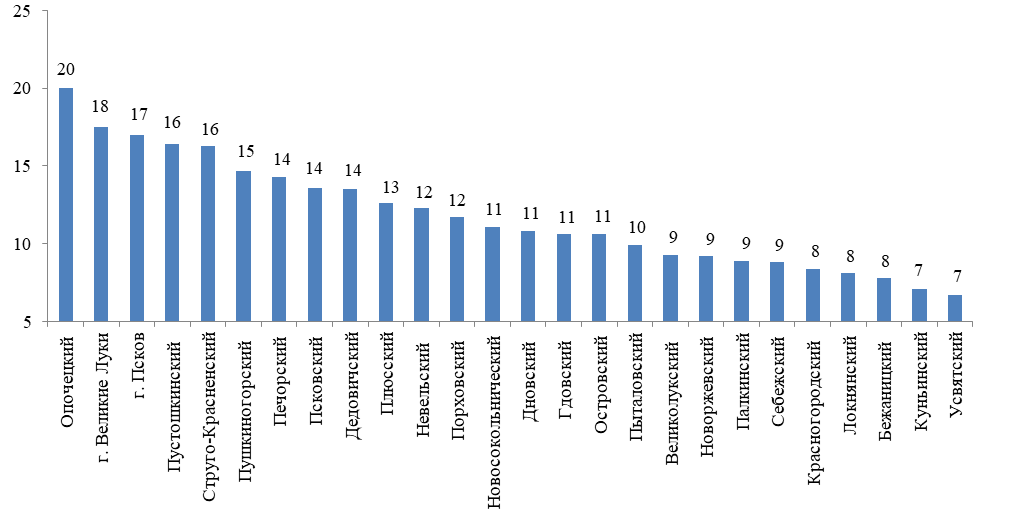 25
20
15
10
5
20
18
17
16
16
15
14
14
14
13
12
12
11
11
11
11
10
9
9
9
9
8
8
8
7
7
Опочецкий
г. Великие Луки
г. Псков
Пустошкинский
Струго-Красненский
Пушкиногорский
Печорский
Псковский
Дедовичский
Плюсский
Невельский
Порховский
Новосокольнический
Дновский
Гдовский
Островский
Пыталовский
Великолукский
Новоржевский
Палкинский
Себежский
Красногородский
Локнянский
Бежаницкий
Куньинский
Усвятский